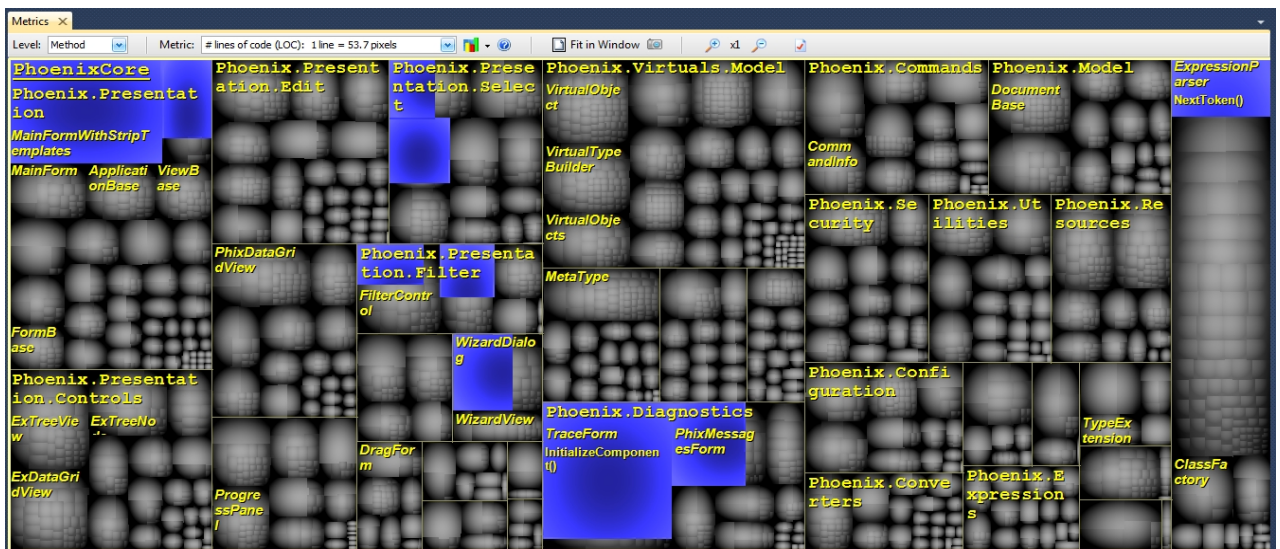 Metrics
Level: Method Metric: # lines of code (LOC): 1 line = 53.7 pixels Fit in Window x1
PhoenixCore
Phoenix.Presentat
ion
MainFormWithStripT
emplates
MainForm
Applicati
onBase
ViewB
ase
FormB
ase
Phoenix.Presentat
ion.Controls
ExTreeVie
w
ExTreeNo
de
ExDataGri
dView
Phoenix.Present
ation.Edit
PhixDataGri
dView
Progre
ssPane
l
Phoenix.Prese
ntation.Selec
t
Phoenix.Presenta
tion.Filter
FilterContr
ol
WizardDialo
g
WizardView
DragFor
m
Phoenix.Virtuals.Model
VirtualObje
ct
VirtualType
Builder
VirtualObje
cts
MetaType
Phoenix.Diagnostics
TraceForm
InitializeComponen
t()
PhixMessag
esForm
Phoenix.Commands
Comm
andInfo
Phoenix.Model
Document
Base
Phoenix.Se
curity
Phoenix.Ut
ilities
Phoenix.Re
sources
Phoenix.Confi
guration
TypeEx
tension
Phoenix.Conve
rters
Phoenix.E
xpression
s
ExpressionP
arser
NextToken()
ClassFa
ctory